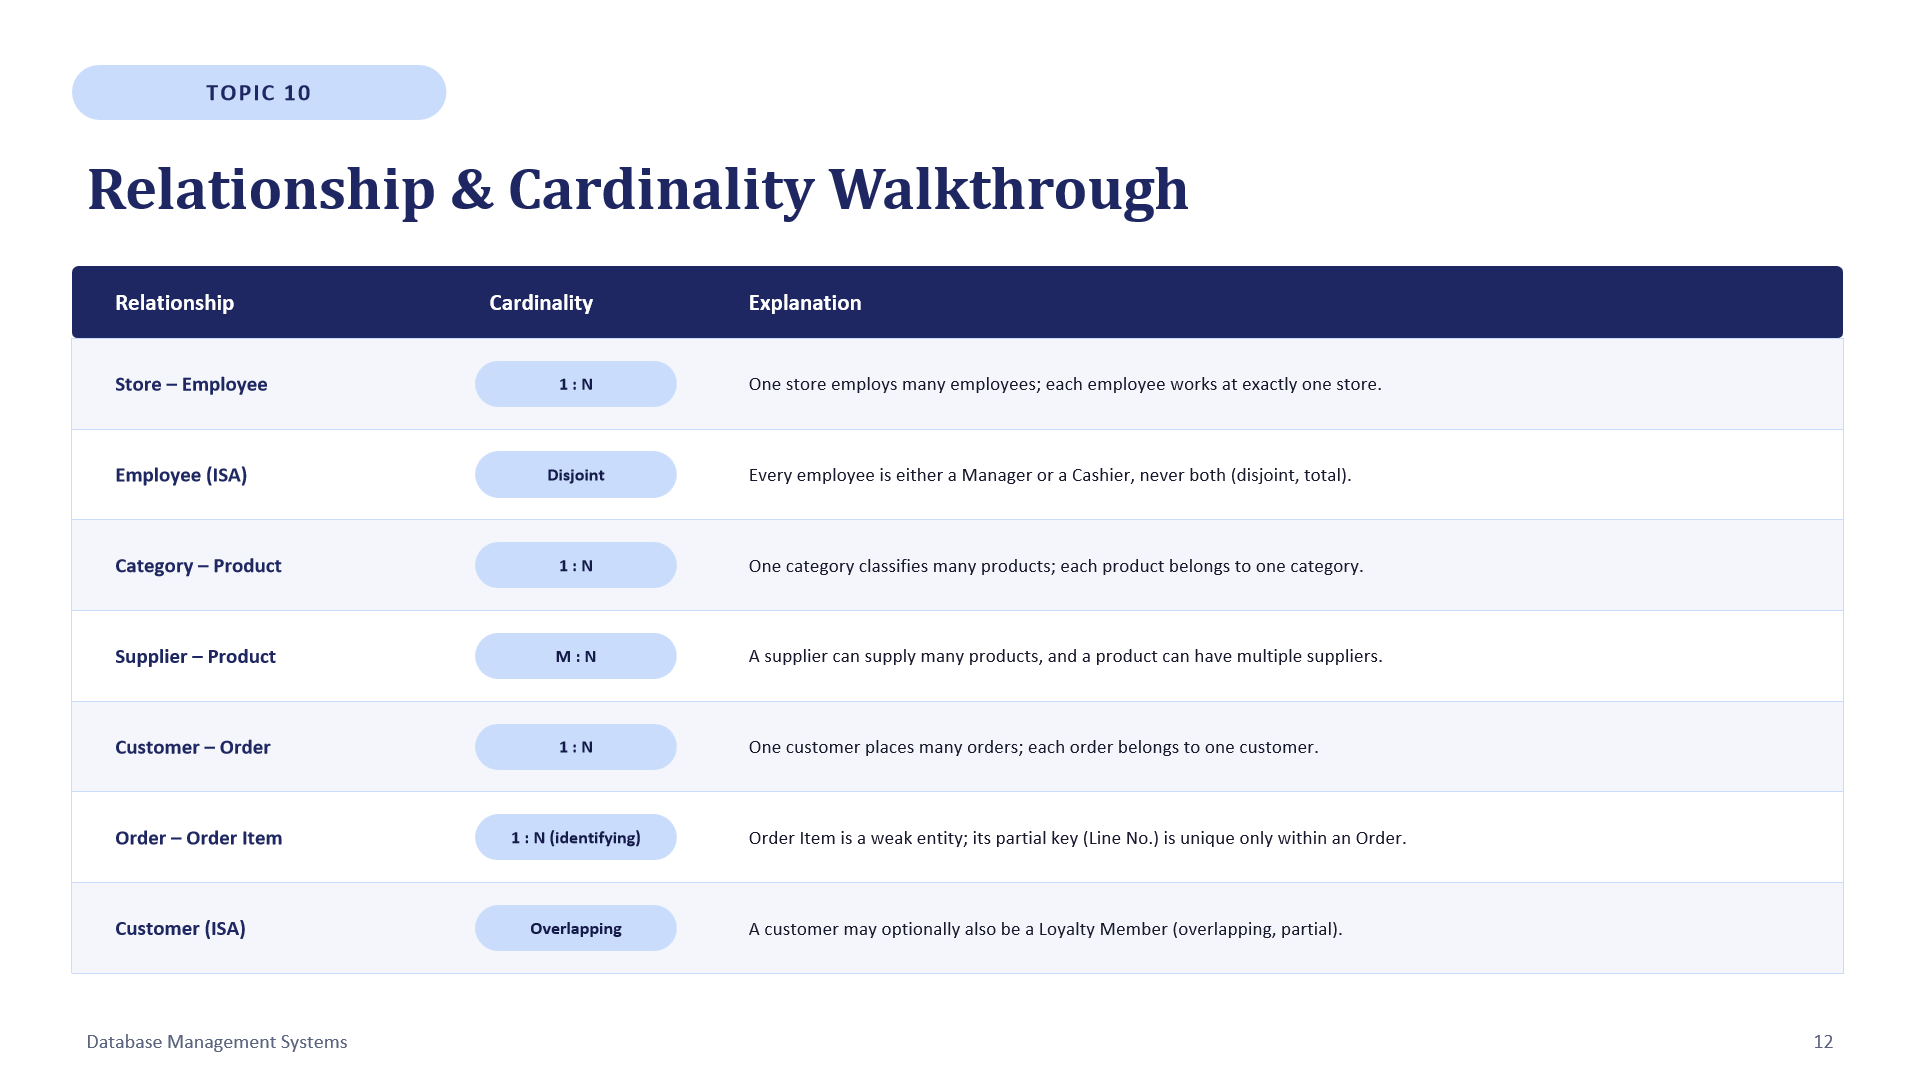 TOPIC 10
Relationship & Cardinality Walkthrough
Relationship Cardinality Explanation
Store – Employee 1 : N One store employs many employees; each employee works at exactly one store.
Employee (ISA) Disjoint Every employee is either a Manager or a Cashier, never both (disjoint, total).
Category – Product 1 : N One category classifies many products; each product belongs to one category.
Supplier – Product M : N A supplier can supply many products, and a product can have multiple suppliers.
Customer – Order 1 : N One customer places many orders; each order belongs to one customer.
Order – Order Item 1 : N (identifying) Order Item is a weak entity; its partial key (Line No.) is unique only within an Order.
Customer (ISA) Overlapping A customer may optionally also be a Loyalty Member (overlapping, partial).
Database Management Systems 12